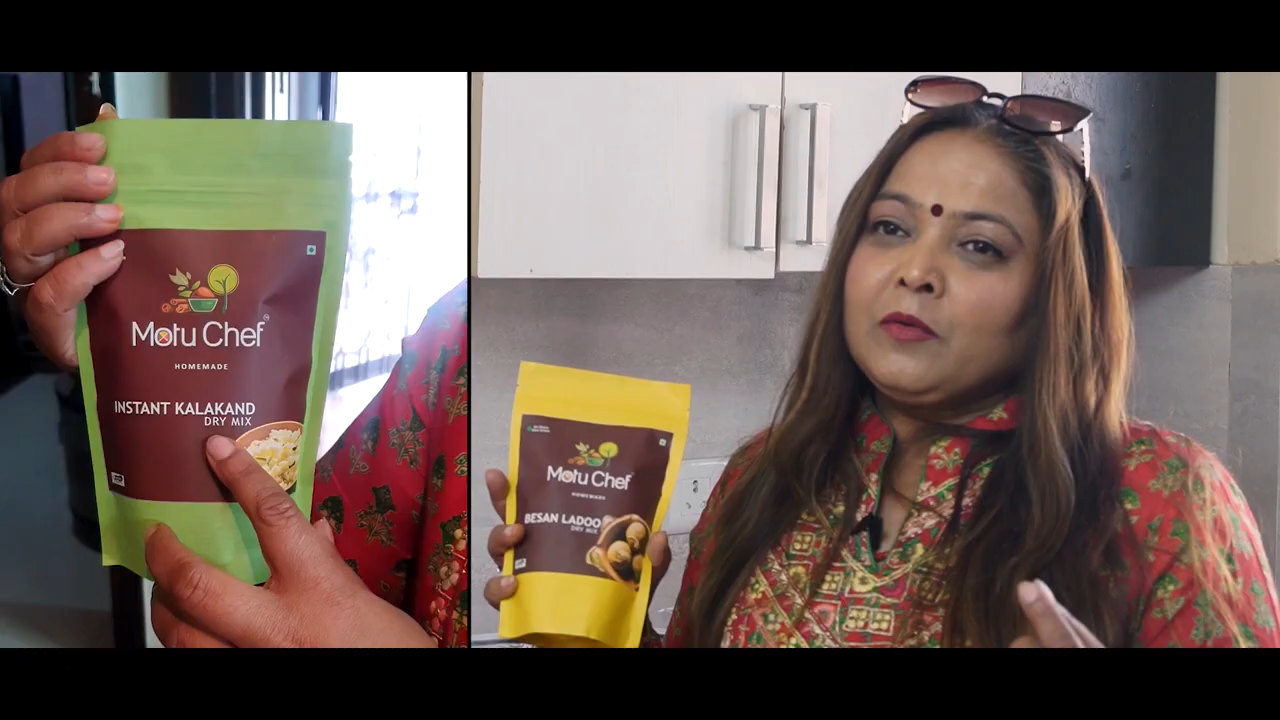 Motu Chef
HOMEMADE
INSTANT KALAKAND
DRY MIX
Motu Chef
HOMEMADE
BESAN LADOO
DRY MIX